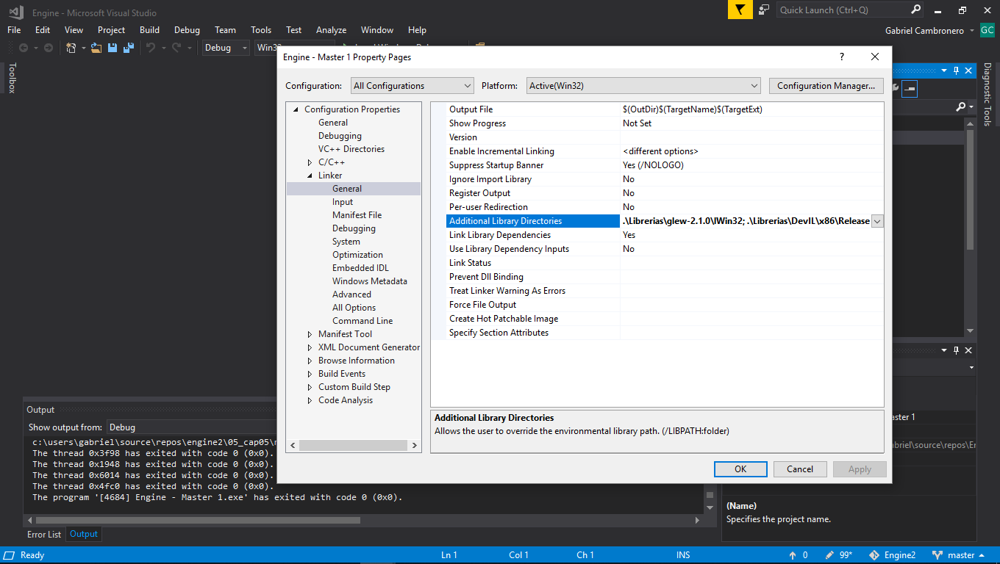 Engine - Microsoft Visual Studio
Quick Launch (Ctrl+Q)
File Edit View Project Build Debug Team Tools Test Analyze Window Help
Gabriel Cambronero GC
Debug Win32
Toolbox
Diagnostic Tools
Engine - Master 1 Property Pages
?
Configuration: All Configurations Platform: Active(Win32) Configuration Manager...
Configuration Properties
General
Debugging
VC++ Directories
C/C++
Linker
General
Input
Manifest File
Debugging
System
Optimization
Embedded IDL
Windows Metadata
Advanced
All Options
Command Line
Manifest Tool
XML Document Generator
Browse Information
Build Events
Custom Build Step
Code Analysis
Output File $(OutDir)$(TargetName)$(TargetExt)
Show Progress Not Set
Version
Enable Incremental Linking <different options>
Suppress Startup Banner Yes (/NOLOGO)
Ignore Import Library No
Register Output No
Per-user Redirection No
Additional Library Directories .\Librerias\glew-2.1.0\lWin32; .\Librerias\DevIL\x86\Release
Link Library Dependencies Yes
Use Library Dependency Inputs No
Link Status
Prevent Dll Binding
Treat Linker Warning As Errors
Force File Output
Create Hot Patchable Image
Specify Section Attributes
Additional Library Directories
Allows the user to override the environmental library path. (/LIBPATH:folder)
OK Cancel Apply
Output
Show output from: Debug
c:\users\gabriel\source\repos\engine2\05_cap05\
The thread 0x3f98 has exited with code 0 (0x0).
The thread 0x1948 has exited with code 0 (0x0).
The thread 0x6014 has exited with code 0 (0x0).
The thread 0x4fc0 has exited with code 0 (0x0).
The program '[4684] Engine - Master 1.exe' has exited with code 0 (0x0).
Error List Output
aster 1
abriel\source\repos\En
(Name)
Specifies the project name.
Ready Ln 1 Col 1 Ch 1 INS 0 99* Engine2 master